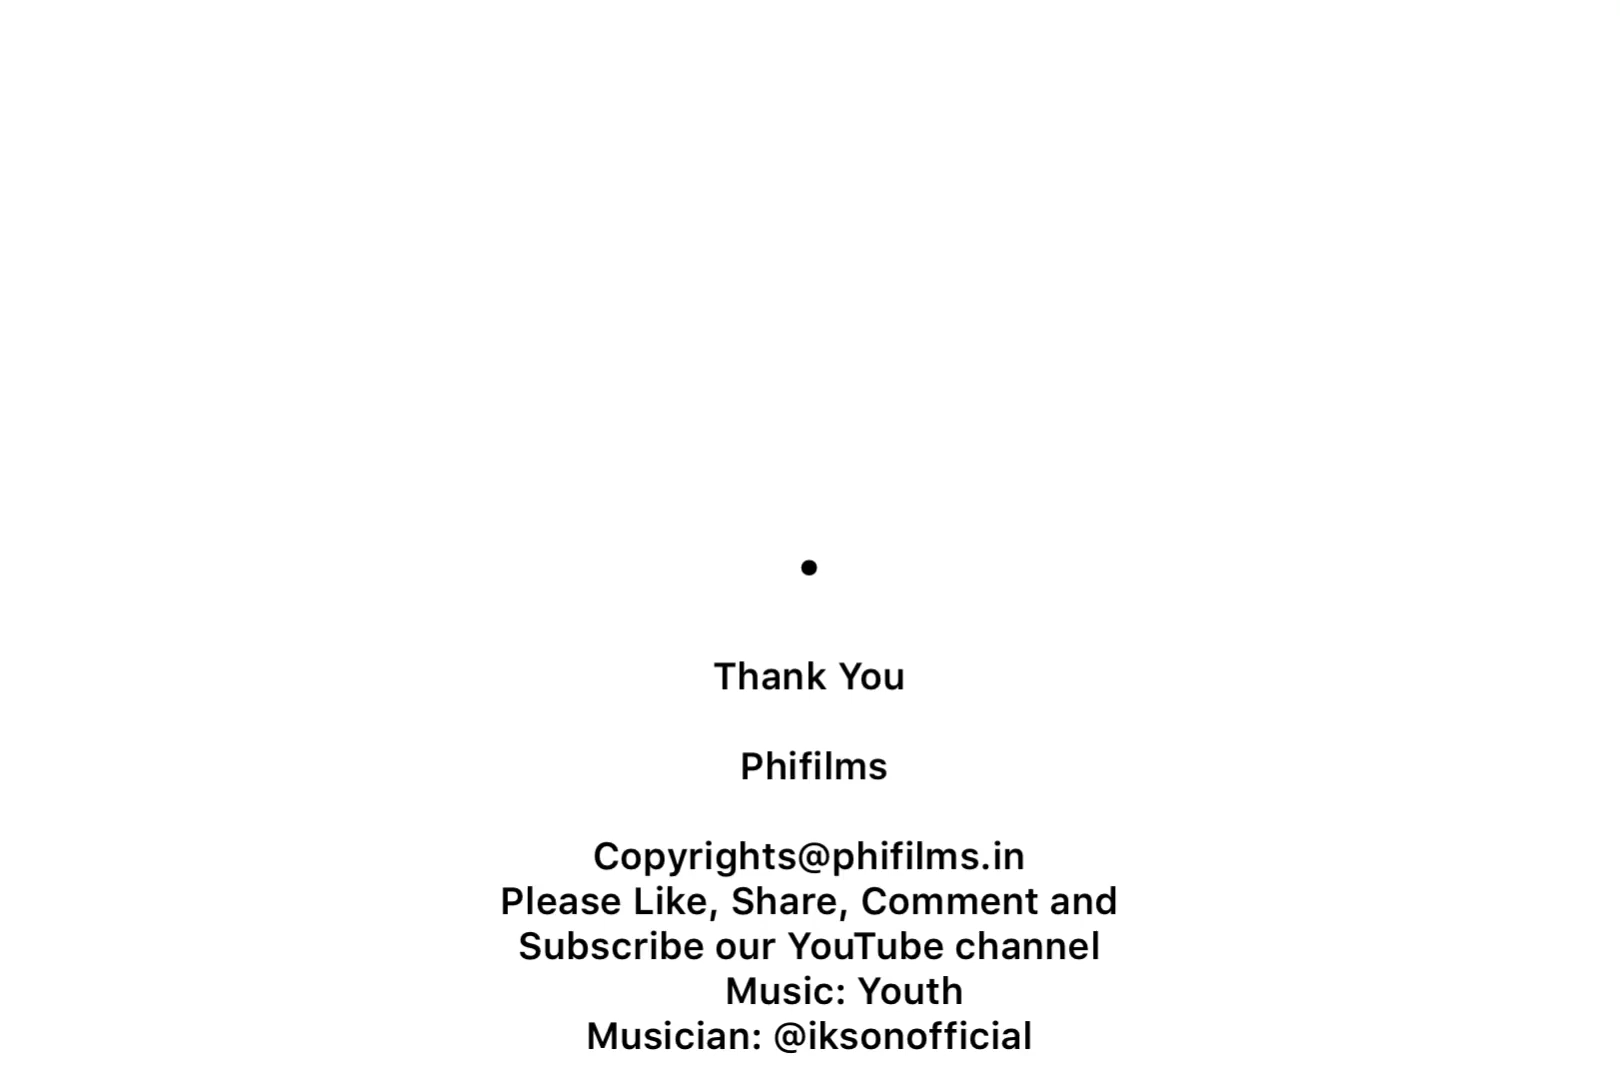 •
Thank You
Phifilms
Copyrights@phifilms.in
Please Like, Share, Comment and
Subscribe our YouTube channel
Music: Youth
Musician: @iksonofficial